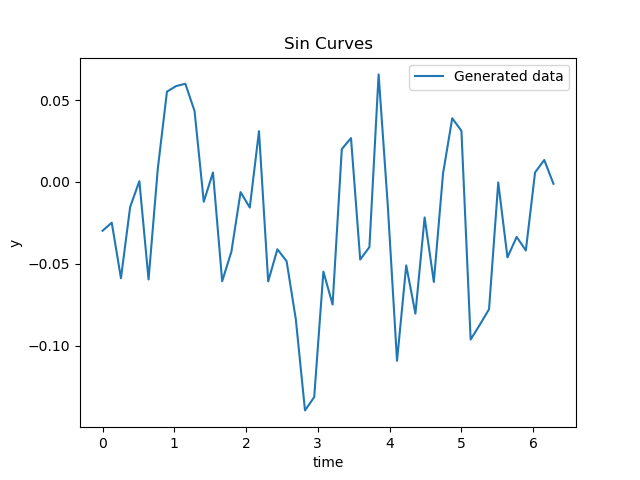 Sin Curves
Generated data
0.05
0.00
−0.05
−0.10
y
0 1 2 3 4 5 6
time